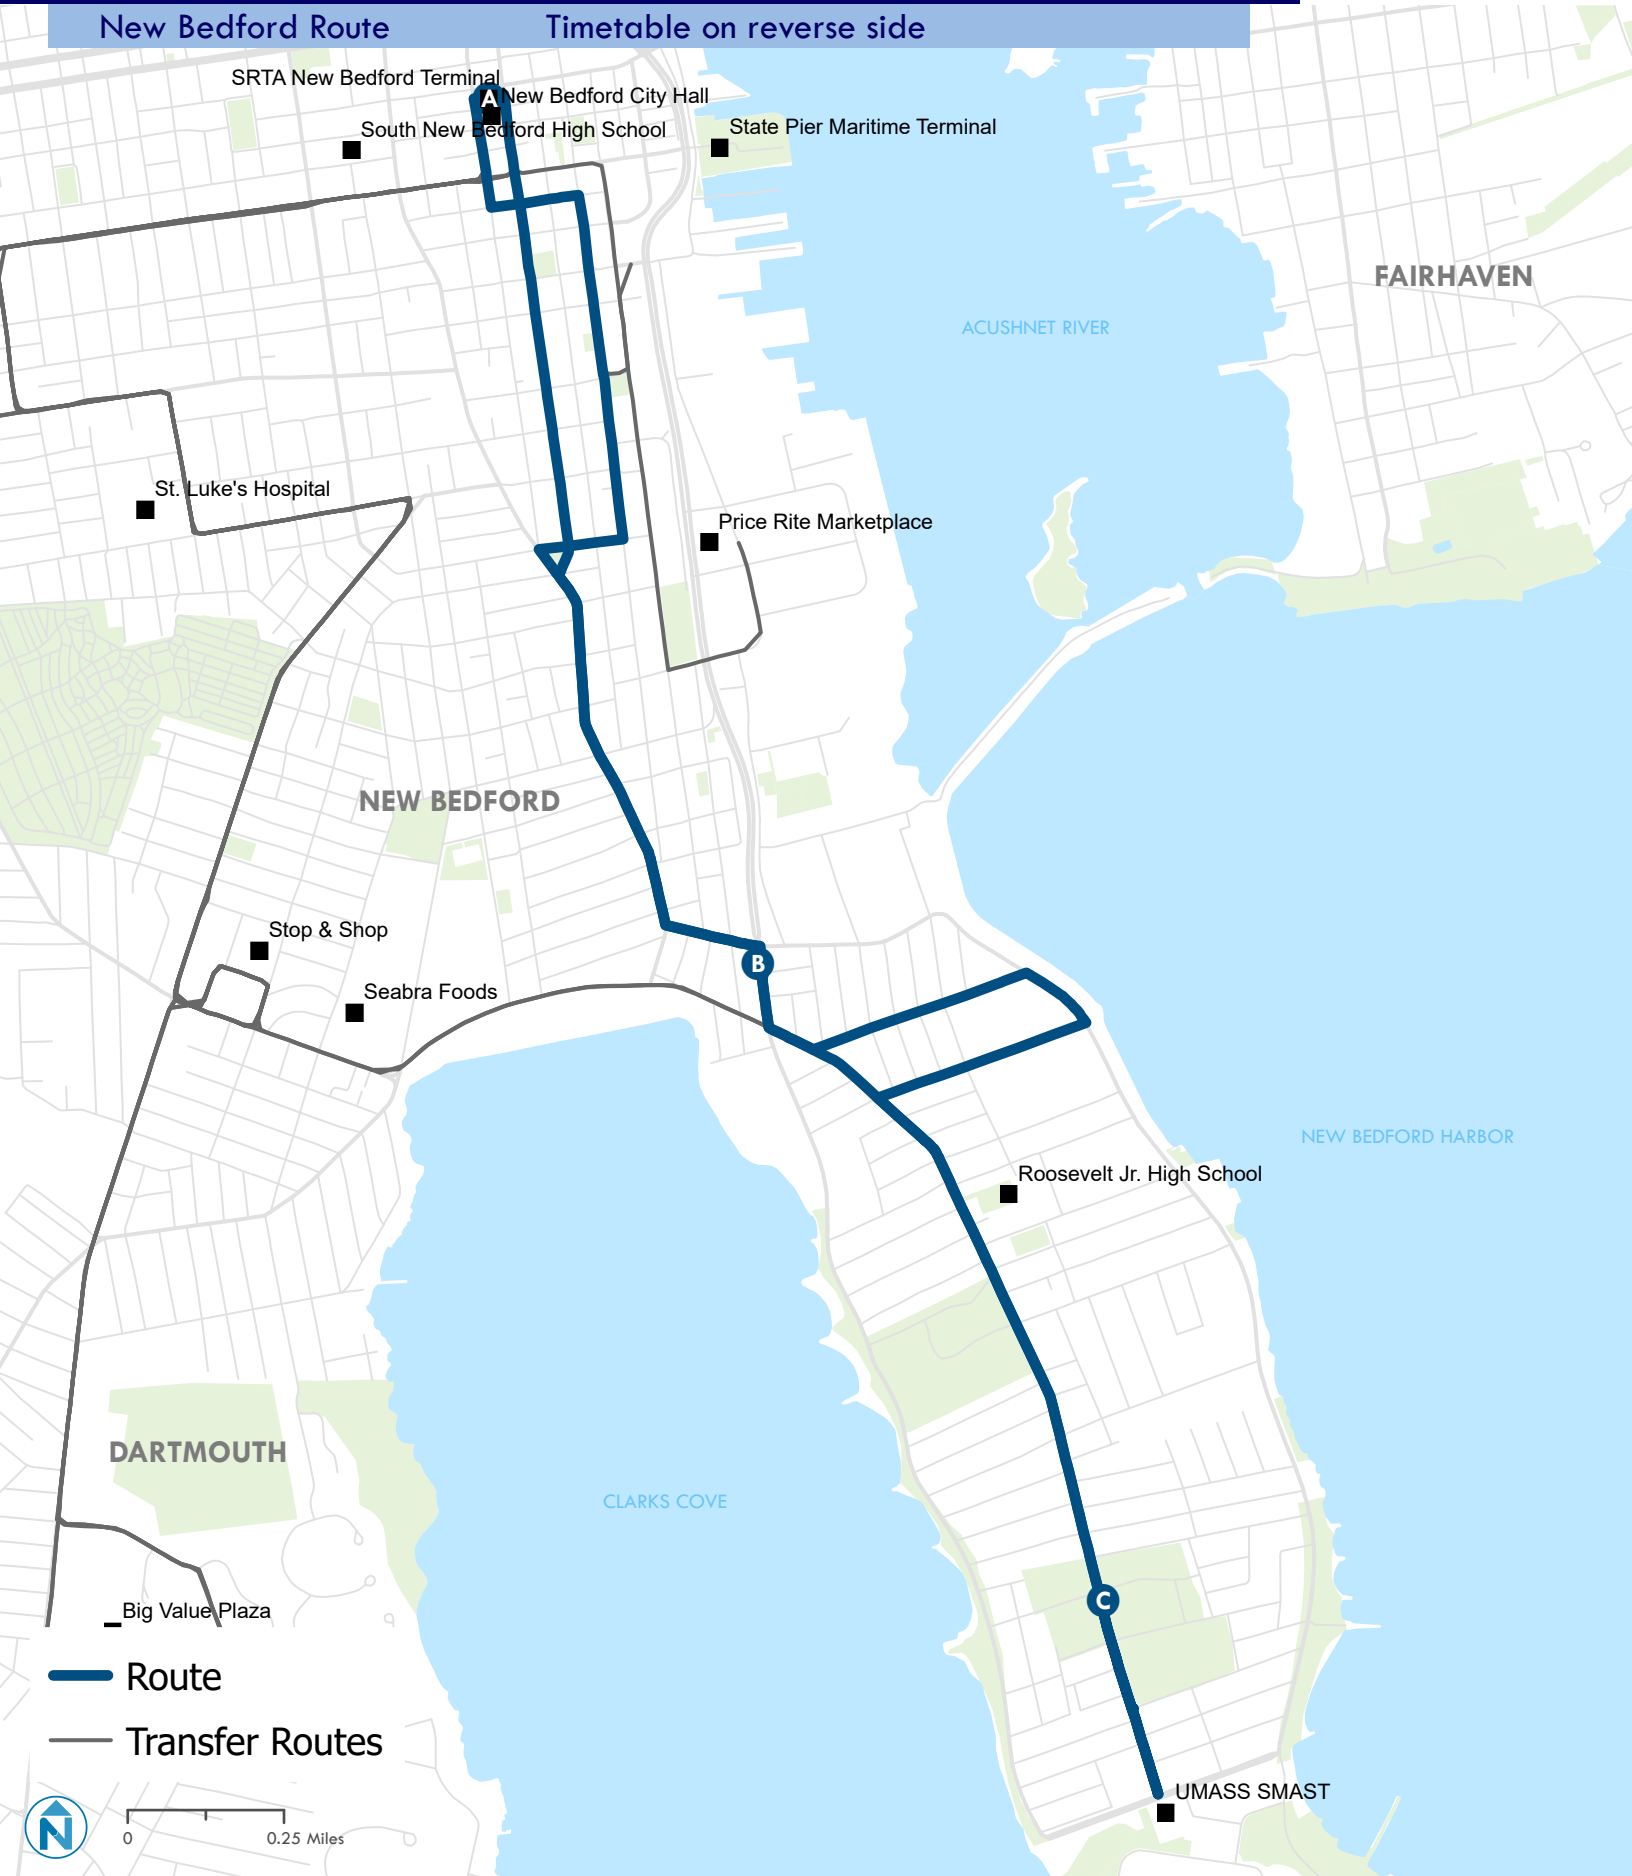 New Bedford Route
Timetable on reverse side
SRTA New Bedford Terminal
A
New Bedford City Hall
South New Bedford High School
State Pier Maritime Terminal
FAIRHAVEN
ACUSHNET RIVER
St. Luke's Hospital
Price Rite Marketplace
NEW BEDFORD
Stop & Shop
B
Seabra Foods
NEW BEDFORD HARBOR
Roosevelt Jr. High School
DARTMOUTH
CLARKS COVE
C
Big Value Plaza
Route
Transfer Routes
UMASS SMAST
N
0
0.25 Miles